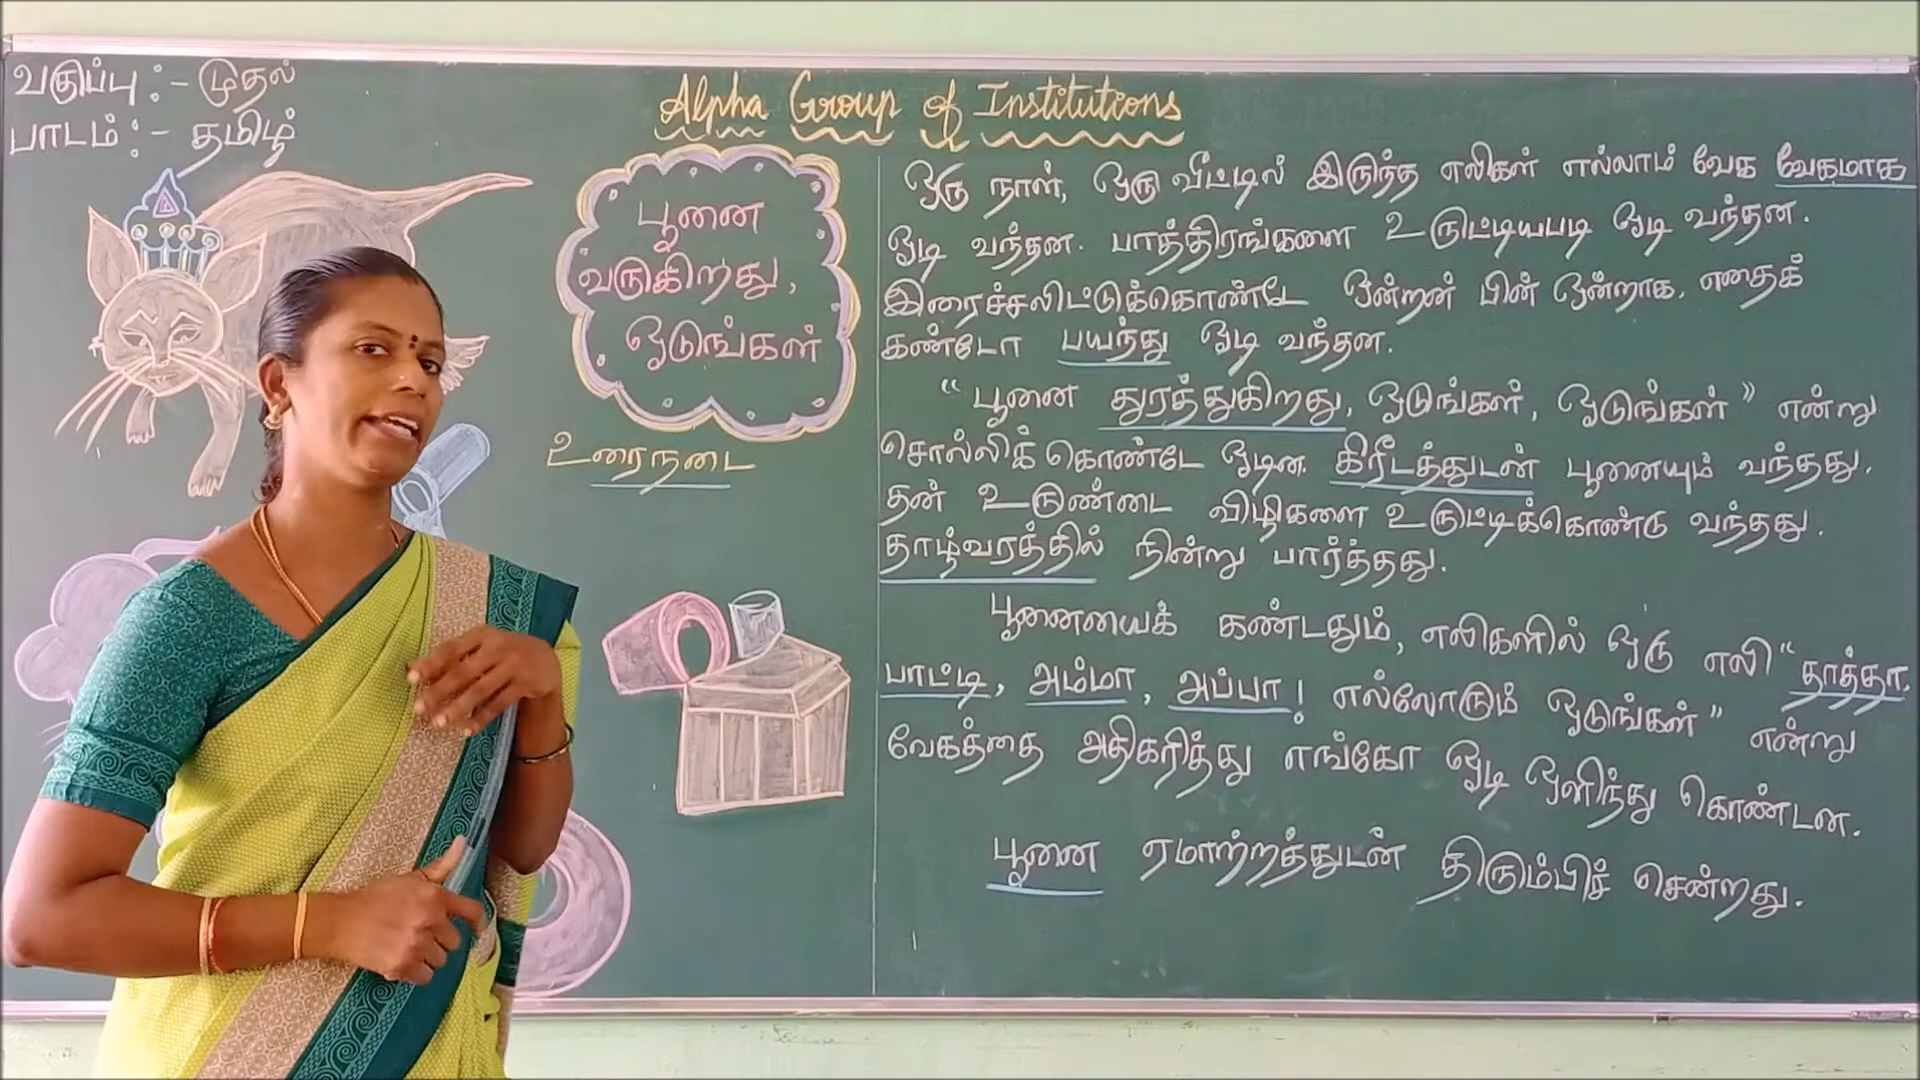 வகுப்பு :- முதல்
பாடம் :- தமிழ்
Alpha Group of Institutions
பூனை
வருகிறது,
ஓடுங்கள்
உரைநடை
ஒரு நாள், ஒரு வீட்டில் இருந்த எலிகள் எல்லாம் வேக வேகமாக
ஓடி வந்தன. பாத்திரங்களை உருட்டியபடி ஓடி வந்தன.
இரைச்சலிட்டுக்கொண்டே ஒன்றன் பின் ஒன்றாக, எதைக்
கண்டோ பயந்து ஓடி வந்தன.
“பூனை துரத்துகிறது, ஓடுங்கள், ஓடுங்கள்” என்று
சொல்லிக் கொண்டே ஓடின. கிரீடத்துடன் பூனையும் வந்தது.
தன் உருண்டை விழிகளை உருட்டிக்கொண்டு வந்தது.
தாழ்வரத்தில் நின்று பார்த்தது.
பூனையைக் கண்டதும், எலிகளில் ஒரு எலி “தாத்தா,
பாட்டி, அம்மா, அப்பா! எல்லோரும் ஓடுங்கள்” என்று
வேகத்தை அதிகரித்து எங்கோ ஓடி ஒளிந்து கொண்டன.
பூனை ஏமாற்றத்துடன் திரும்பிச் சென்றது.